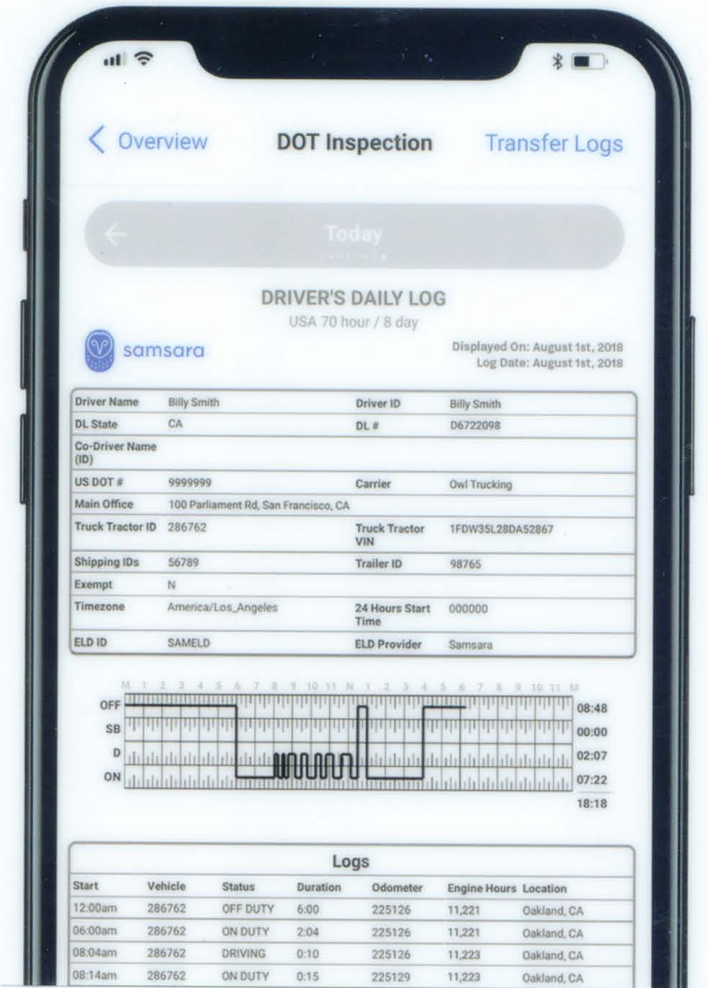 Overview DOT Inspection Transfer Logs
Today
DRIVER'S DAILY LOG
USA 70 hour / 8 day
samsara
Displayed On: August 1st, 2018
Log Date: August 1st, 2018
Driver Name Billy Smith Driver ID Billy Smith
DL State CA DL # D6722098
Co-Driver Name
(ID)
US DOT # 9999999 Carrier Owl Trucking
Main Office 100 Parliament Rd, San Francisco, CA
Truck Tractor ID 286762 Truck Tractor VIN 1FDW35L28DA52867
Shipping IDs 56789 Trailer ID 98765
Exempt N
Timezone America/Los_Angeles 24 Hours Start Time 000000
ELD ID SAMELD ELD Provider Samsara
M 1 2 3 4 5 6 7 8 9 10 11 N 1 2 3 4 5 6 7 8 9 10 11 M
OFF 08:48
SB 00:00
D 02:07
ON 07:22
18:18
Logs
Start Vehicle Status Duration Odometer Engine Hours Location
12:00am 286762 OFF DUTY 6:00 225126 11,221 Oakland, CA
06:00am 286762 ON DUTY 2:04 225126 11,221 Oakland, CA
08:04am 286762 DRIVING 0:10 225126 11,223 Oakland, CA
08:14am 286762 ON DUTY 0:15 225129 11,223 Oakland, CA